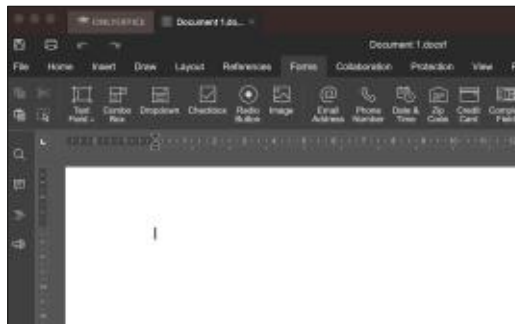 ONLYOFFICE Document 1.do...
Document 1.docxf
File Home Insert Draw Layout References Forms Collaboration Protection View
Text Field Combo Box Dropdown Checkbox Radio Button Image Email Address Phone Number Date & Time Zip Code Credit Card